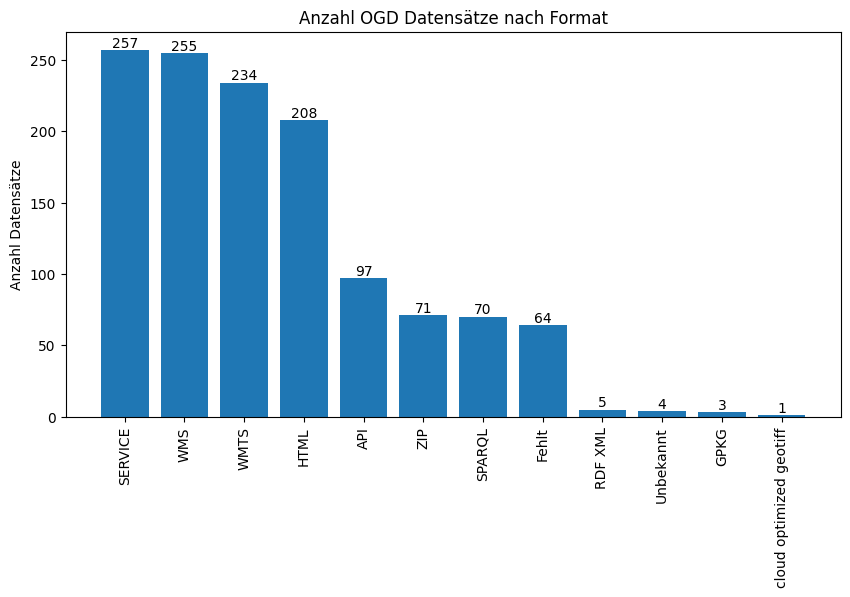 Anzahl OGD Datensätze nach Format
Anzahl Datensätze
250
200
150
100
50
0
257
255
234
208
97
71
70
64
5
4
3
1
SERVICE
WMS
WMTS
HTML
API
ZIP
SPARQL
Fehlt
RDF XML
Unbekannt
GPKG
cloud optimized geotiff